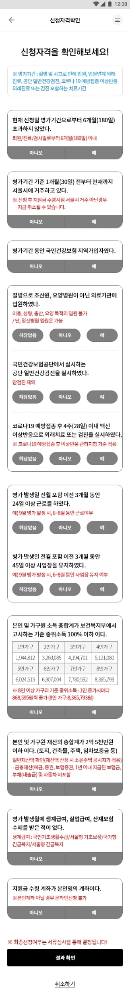 12:30
신청자격확인
신청자격을 확인해보세요!
※ 병가기간 : 질병 및 사고로 인해 입원, 입원연계 외래
진료, 공단 일반건강검진, 코로나 19 예방접종 이상반응
외래진료 또는 검진 포함하는 치료기간
현재 신청할 병가기간으로부터 6개월(180일)
초과하지 않았다.
퇴원/진료/검사일로부터 6개월(180일) 이내
아니오 예
병가기간 기준 1개월(30일) 전부터 현재까지
서울시에 거주하고 있다.
※ 신청 후 지원금 수령시점 서울시 거주 아닌경우
지급 취소될 수 있습니다.
아니오 예
병가기간 동안 국민건강보험 지역가입자였다.
아니오 예
질병으로 조산원, 요양병원이 아닌 의료기관에
입원하였다.
미용, 성형, 출산, 요양 목적의 입원 불가
/ 단, 정신병원 입원은 가능
해당없음 아니오 예
국민건강보험공단에서 실시하는
공단 일반건강검진을 실시하였다.
암검진 제외
해당없음 아니오 예
코로나19 예방접종 후 4주(28일) 이내 백신
이상반응으로 외래치료 또는 검진을 실시하였다.
※ 코로나19 예방접종 후 이상반응 관리지침 기준 적용
해당없음 아니오 예
병가 발생일 전월 포함 이전 3개월 동안
24일 이상 근로를 하였다.
예) 9월 병가 발생 시, 6~8월 동안 근로여부
해당없음 아니오 예
병가 발생일 전월 포함 이전 3개월 동안
45일 이상 사업장을 유지하였다.
예) 9월 병가 발생 시, 6~8월 동안 사업장 유지 여부
해당없음 아니오 예
본인 및 가구원 소득 총합계가 보건복지부에서
고시하는 기준 중위소득 100% 이하 이다.
1인가구 2인가구 3인가구 4인가구
1,944,812 3,260,085 4,194,701 5,121,080
5인가구 6인가구 7인가구 8인가구
6,024,515 6,907,004 7,780,592 8,365,793
※ 8인 이상 가구의 기준 중위소득 : 1인 증가시마다
868,595원씩 증가 (8인 가구:8,365,793원)
아니오 예
본인 및 가구원 재산의 총합계가 2억 5천만원
이하 이다. (토지, 건축물, 주택, 임차보증금 등)
일반재산액 확인(재산액 산정 시 소유주택 공시지가 적용)
- 금융재산(예금, 증권, 보험증권, 1년 이내 지급된 보험금,
부채(대출금) 및 자동차 미포함
아니오 예
병가 발생월에 생계급여, 실업급여, 산재보험
수혜를 받은 적이 없다.
생계급여 : 국민기초생활수급/서울형 기초보장/국가형
긴급복지/서울형 긴급복지
아니오 예
지원금 수령 계좌가 본인명의 계좌이다.
※본인계좌 아닐 경우 온라인신청 불가
아니오 예
※ 최종선정여부는 서류심사를 통해 결정됩니다!
결과 확인
취소하기